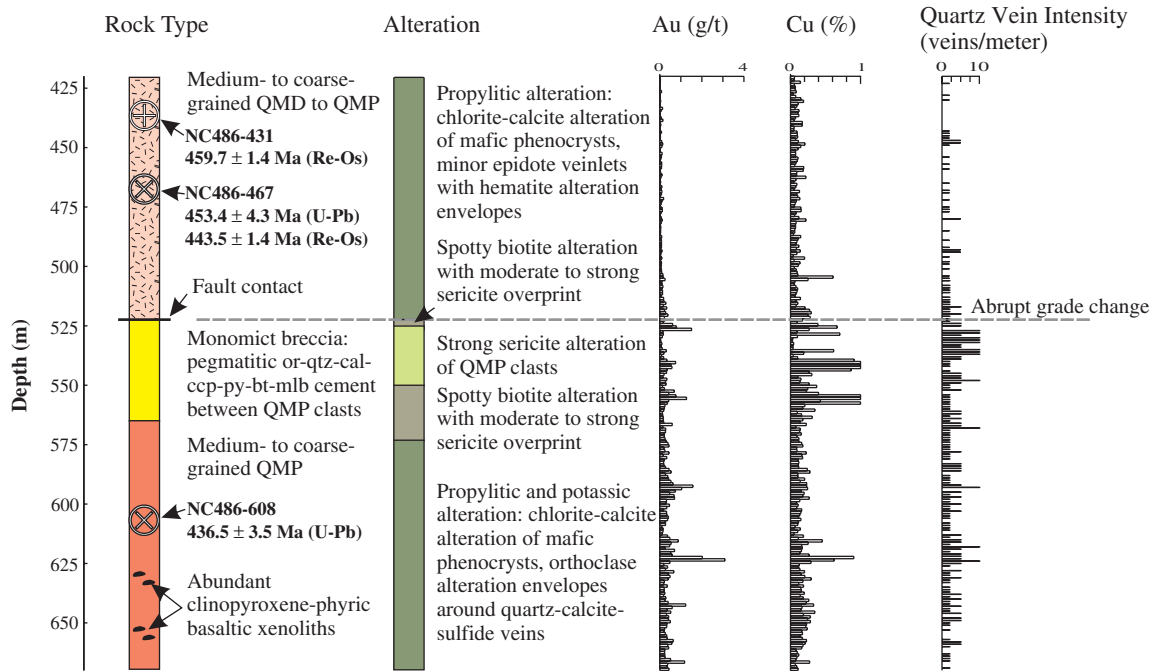 Rock Type
Alteration
Au (g/t)
Cu (%)
Quartz Vein Intensity
(veins/meter)
0
4
0
1
0
10
Depth (m)
425
450
475
500
525
550
575
600
625
650
Medium- to coarse-
grained QMD to QMP
NC486-431
459.7 ± 1.4 Ma (Re-Os)
NC486-467
453.4 ± 4.3 Ma (U-Pb)
443.5 ± 1.4 Ma (Re-Os)
Fault contact
Monomict breccia:
pegmatitic or-qtz-cal-
ccp-py-bt-mlb cement
between QMP clasts
Medium- to coarse-
grained QMP
NC486-608
436.5 ± 3.5 Ma (U-Pb)
Abundant
clinopyroxene-phyric
basaltic xenoliths
Propylitic alteration:
chlorite-calcite alteration
of mafic phenocrysts,
minor epidote veinlets
with hematite alteration
envelopes
Spotty biotite alteration
with moderate to strong
sericite overprint
Strong sericite alteration
of QMP clasts
Spotty biotite alteration
with moderate to strong
sericite overprint
Propylitic and potassic
alteration: chlorite-calcite
alteration of mafic
phenocrysts, orthoclase
alteration envelopes
around quartz-calcite-
sulfide veins
Abrupt grade change